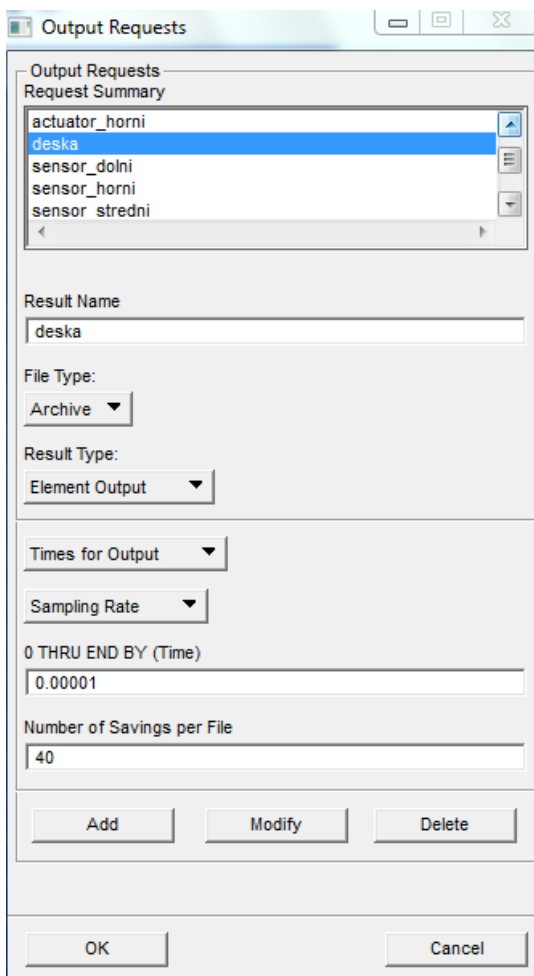 Output Requests
Output Requests
Request Summary
actuator_horni
deska
sensor_dolni
sensor_horni
sensor_stredni
Result Name
deska
File Type:
Archive
Result Type:
Element Output
Times for Output
Sampling Rate
0 THRU END BY (Time)
0.00001
Number of Savings per File
40
Add Modify Delete
OK Cancel